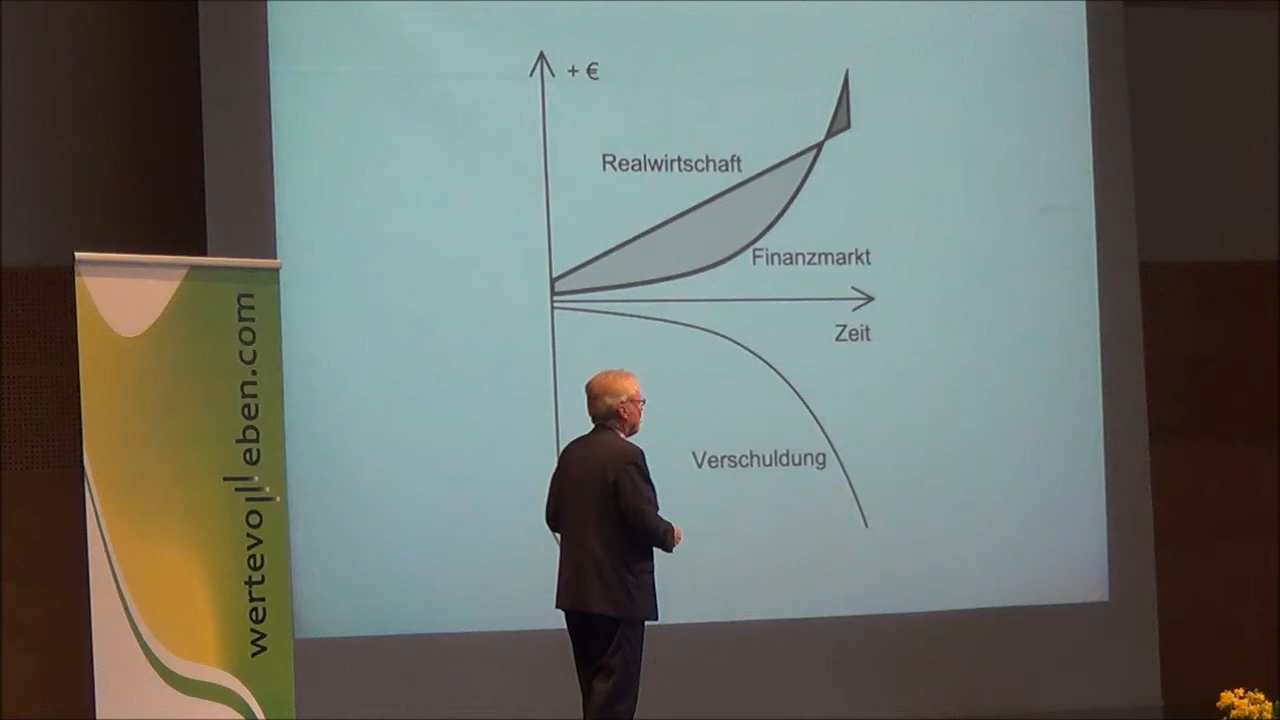 + €
Realwirtschaft
Finanzmarkt
Zeit
Verschuldung
wertevollleben.com